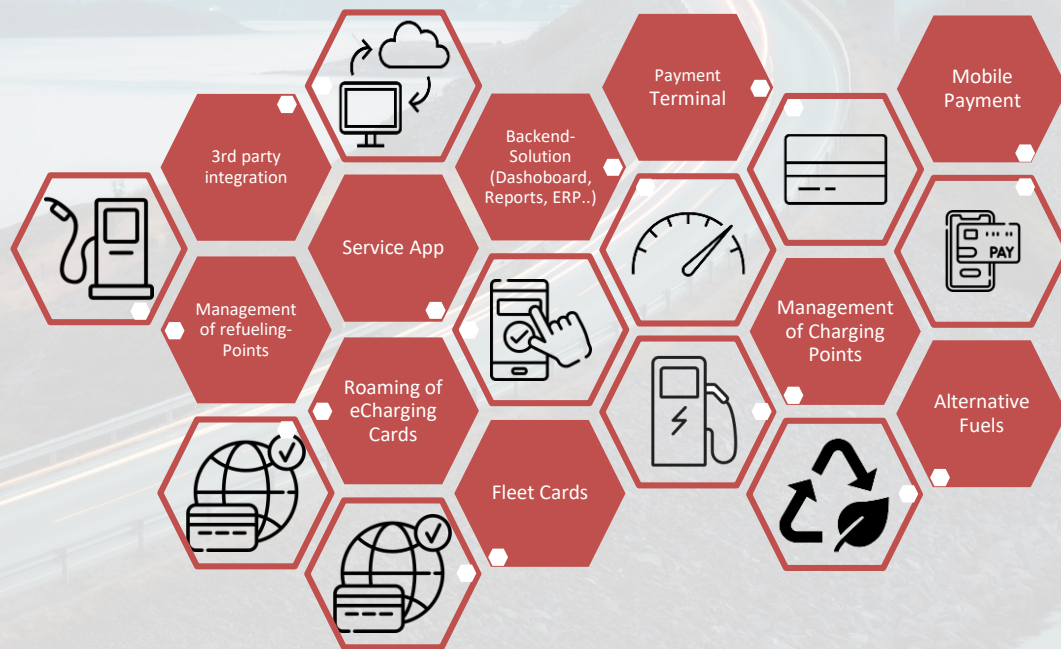 Payment
Terminal
Mobile
Payment
3rd party
integration
Backend-
Solution
(Dashoboard,
Reports, ERP..)
Service App
PAY
Management
of refueling-
Points
Management
of Charging
Points
Roaming of
eCharging
Cards
Alternative
Fuels
Fleet Cards